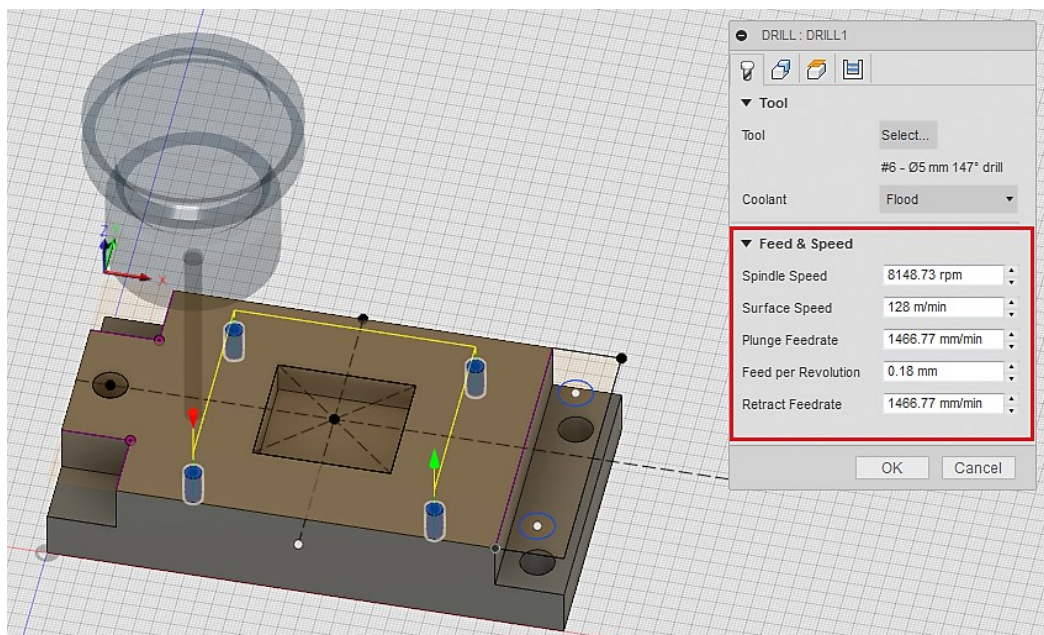 DRILL : DRILL1
Tool
Tool Select...
#6 - Ø5 mm 147° drill
Coolant Flood
Feed & Speed
Spindle Speed 8148.73 rpm
Surface Speed 128 m/min
Plunge Feedrate 1466.77 mm/min
Feed per Revolution 0.18 mm
Retract Feedrate 1466.77 mm/min
OK Cancel
Z
X